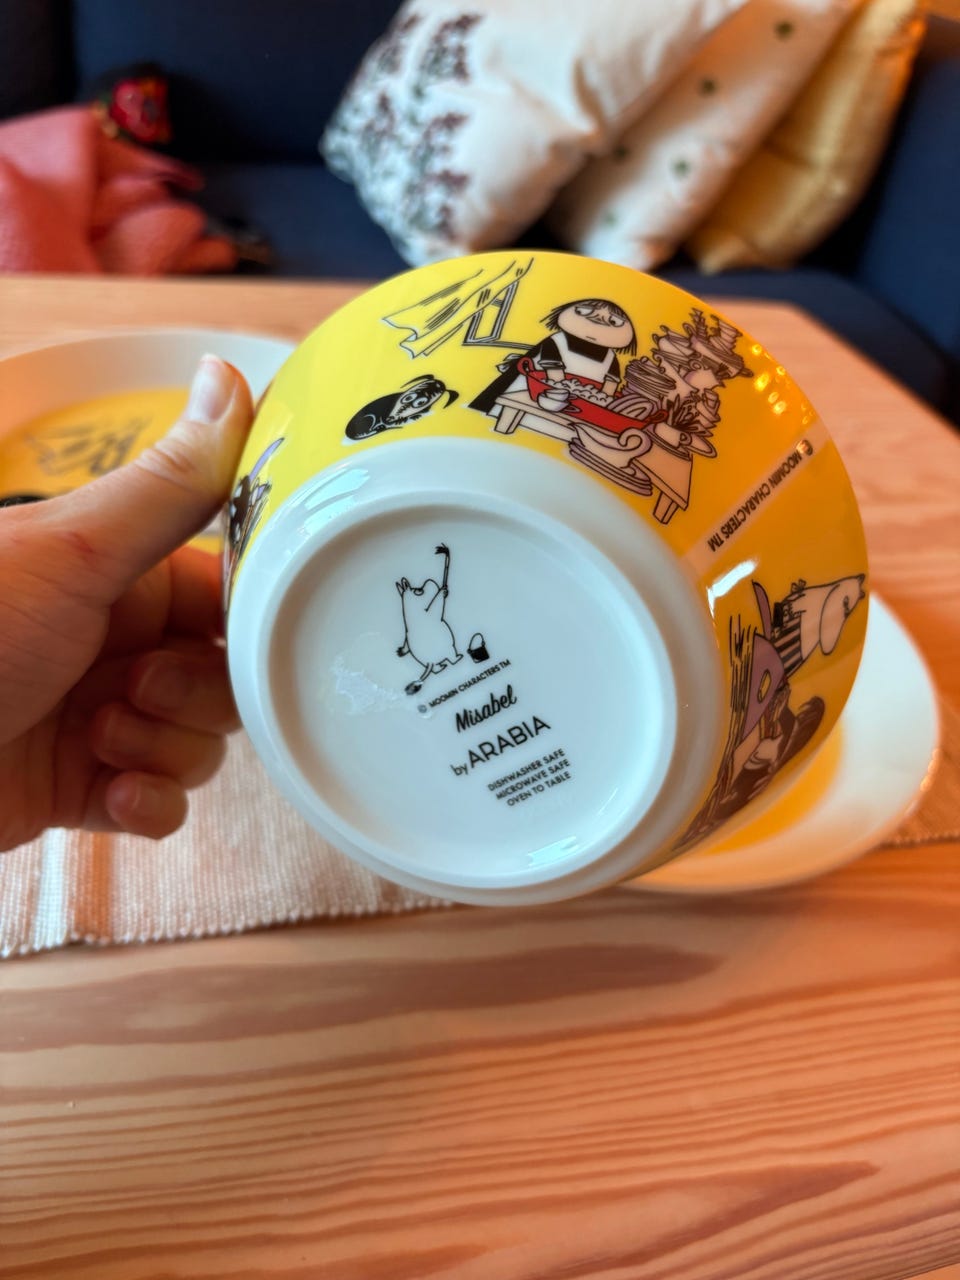 © MOOMIN CHARACTERS TM
© MOOMIN CHARACTERS TM
Misabel
by ARABIA
DISHWASHER SAFE
MICROWAVE SAFE
OVEN TO TABLE